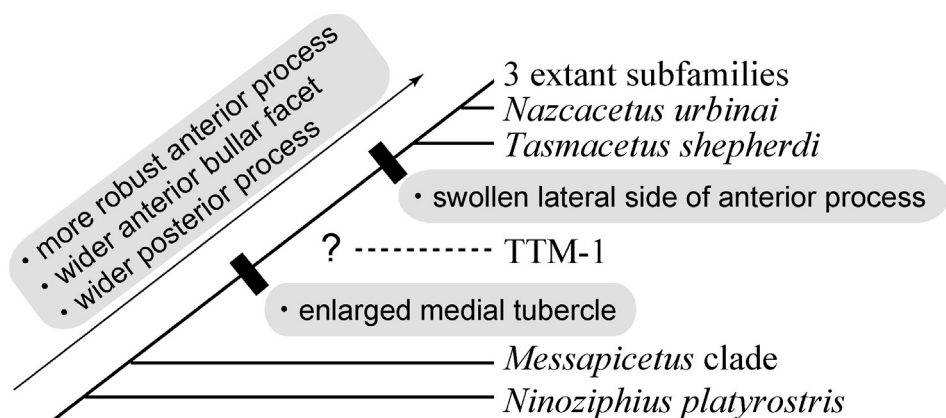 • more robust anterior process
• wider anterior bullar facet
• wider posterior process
3 extant subfamilies
Nazcacetus urbinai
Tasmacetus shepherdi
• swollen lateral side of anterior process
? TTM-1
• enlarged medial tubercle
Messapicetus clade
Ninoziphius platyrostris